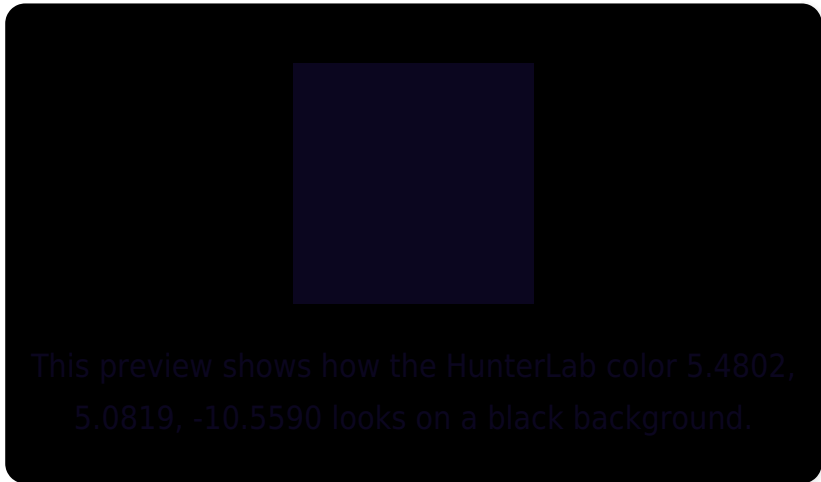 This preview shows how the HunterLab color 5.4802,
5.0819, -10.5590 looks on a black background.